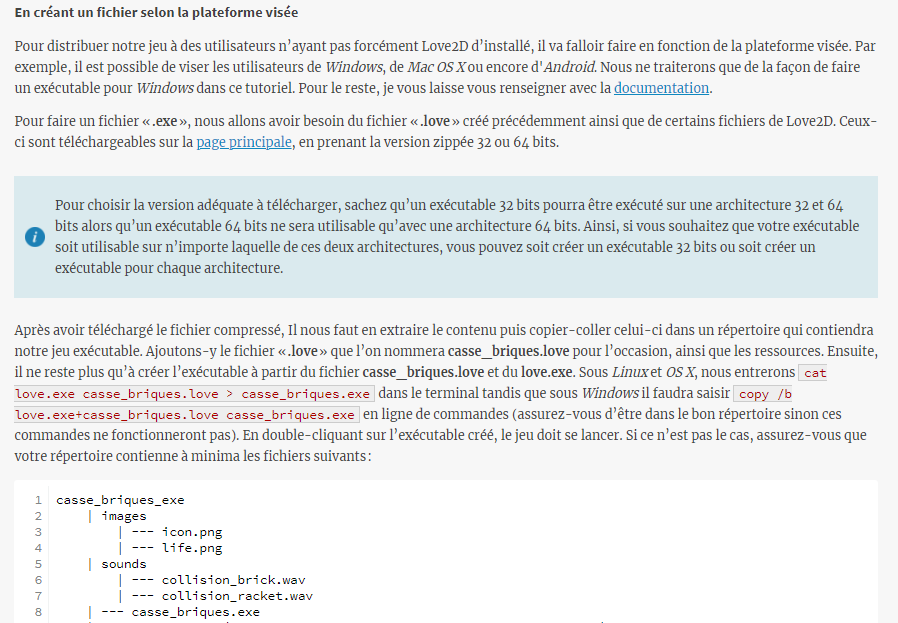 En créant un fichier selon la plateforme visée
Pour distribuer notre jeu à des utilisateurs n’ayant pas forcément Love2D d’installé, il va falloir faire en fonction de la plateforme visée. Par
exemple, il est possible de viser les utilisateurs de Windows, de Mac OS X ou encore d'Android. Nous ne traiterons que de la façon de faire
un exécutable pour Windows dans ce tutoriel. Pour le reste, je vous laisse vous renseigner avec la documentation.
Pour faire un fichier « .exe », nous allons avoir besoin du fichier « .love » créé précédemment ainsi que de certains fichiers de Love2D. Ceux-
ci sont téléchargeables sur la page principale, en prenant la version zippée 32 ou 64 bits.
Pour choisir la version adéquate à télécharger, sachez qu’un exécutable 32 bits pourra être exécuté sur une architecture 32 et 64
bits alors qu’un exécutable 64 bits ne sera utilisable qu’avec une architecture 64 bits. Ainsi, si vous souhaitez que votre exécutable
soit utilisable sur n’importe laquelle de ces deux architectures, vous pouvez soit créer un exécutable 32 bits ou soit créer un
exécutable pour chaque architecture.
Après avoir téléchargé le fichier compressé, Il nous faut en extraire le contenu puis copier-coller celui-ci dans un répertoire qui contiendra
notre jeu exécutable. Ajoutons-y le fichier « .love » que l’on nommera casse_briques.love pour l’occasion, ainsi que les ressources. Ensuite,
il ne reste plus qu’à créer l’exécutable à partir du fichier casse_briques.love et du love.exe. Sous Linux et OS X, nous entrerons cat
love.exe casse_briques.love > casse_briques.exe dans le terminal tandis que sous Windows il faudra saisir copy /b
love.exe+casse_briques.love casse_briques.exe en ligne de commandes (assurez-vous d’être dans le bon répertoire sinon ces
commandes ne fonctionneront pas). En double-cliquant sur l’exécutable créé, le jeu doit se lancer. Si ce n’est pas le cas, assurez-vous que
votre répertoire contienne à minima les fichiers suivants :
1 casse_briques_exe
2 | images
3 | --- icon.png
4 | --- life.png
5 | sounds
6 | --- collision_brick.wav
7 | --- collision_racket.wav
8 | --- casse_briques.exe